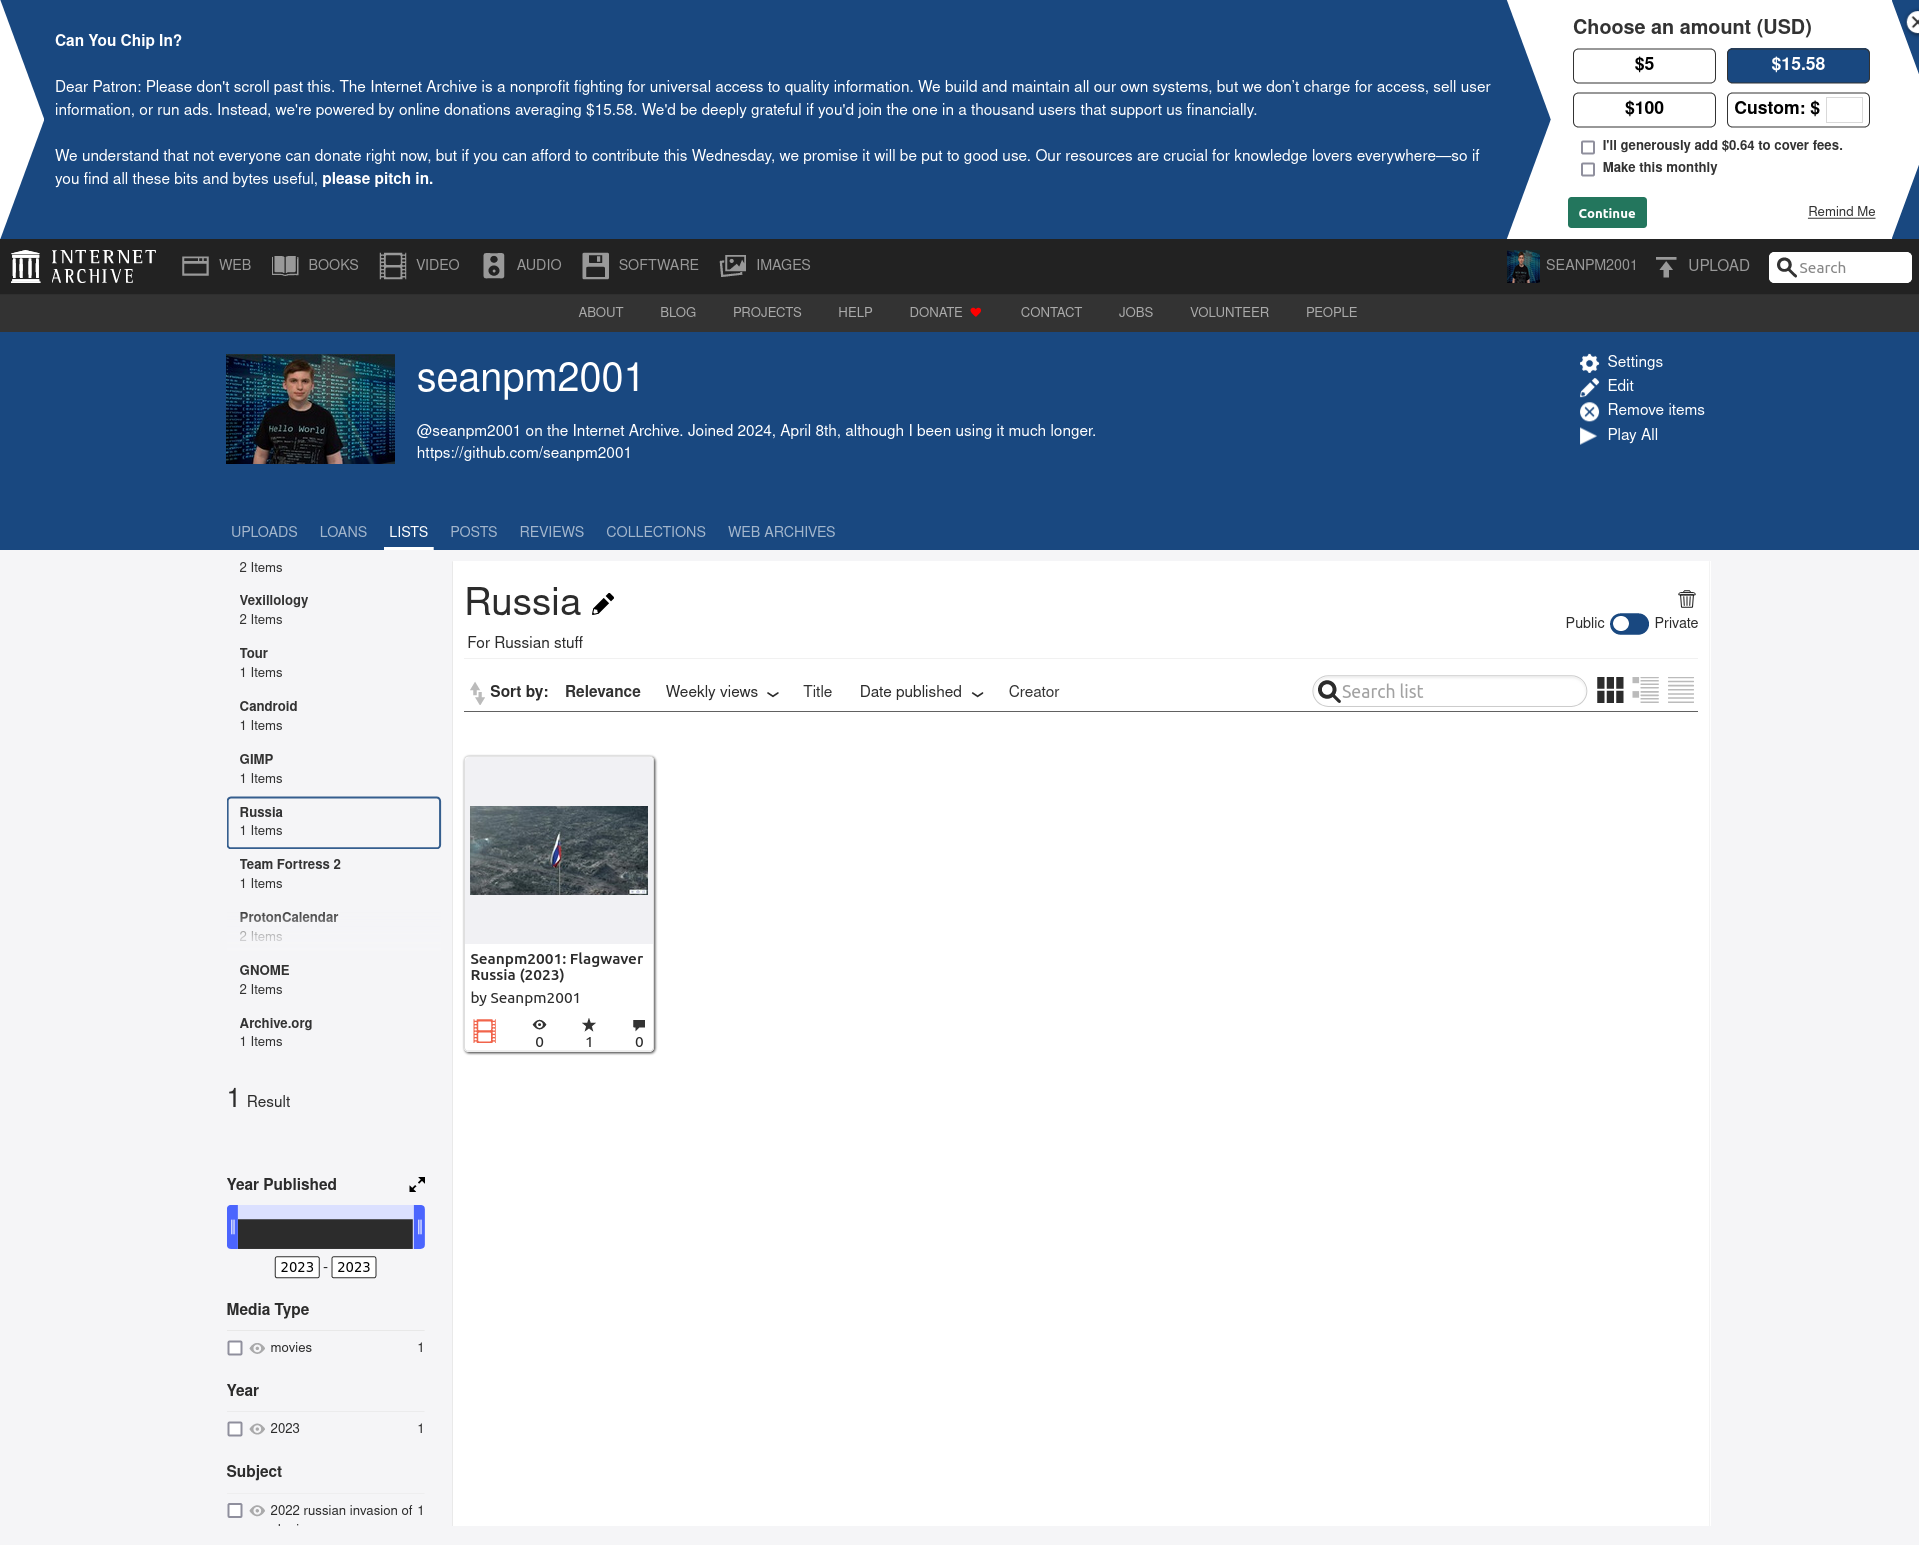 Can You Chip In?
Dear Patron: Please don't scroll past this. The Internet Archive is a nonprofit fighting for universal access to quality information. We build and maintain all our own systems, but we don’t charge for access, sell user
information, or run ads. Instead, we're powered by online donations averaging $15.58. We'd be deeply grateful if you'd join the one in a thousand users that support us financially.
We understand that not everyone can donate right now, but if you can afford to contribute this Wednesday, we promise it will be put to good use. Our resources are crucial for knowledge lovers everywhere—so if
you find all these bits and bytes useful, please pitch in.
Choose an amount (USD)
$5
$15.58
$100
Custom: $
I'll generously add $0.64 to cover fees.
Make this monthly
Continue
Remind Me
INTERNET
ARCHIVE
WEB
BOOKS
VIDEO
AUDIO
SOFTWARE
IMAGES
SEANPM2001
UPLOAD
Search
ABOUT
BLOG
PROJECTS
HELP
DONATE
CONTACT
JOBS
VOLUNTEER
PEOPLE
Hello World
seanpm2001
@seanpm2001 on the Internet Archive. Joined 2024, April 8th, although I been using it much longer.
https://github.com/seanpm2001
Settings
Edit
Remove items
Play All
UPLOADS
LOANS
LISTS
POSTS
REVIEWS
COLLECTIONS
WEB ARCHIVES
2 Items
Vexillology
2 Items
Tour
1 Items
Candroid
1 Items
GIMP
1 Items
Russia
1 Items
Team Fortress 2
1 Items
ProtonCalendar
2 Items
GNOME
2 Items
Archive.org
1 Items
1 Result
Year Published
2023 - 2023
Media Type
movies 1
Year
2023 1
Subject
2022 russian invasion of 1
Russia
For Russian stuff
Public
Private
Sort by:
Relevance
Weekly views
Title
Date published
Creator
Search list
Seanpm2001: Flagwaver
Russia (2023)
by Seanpm2001
0
1
0